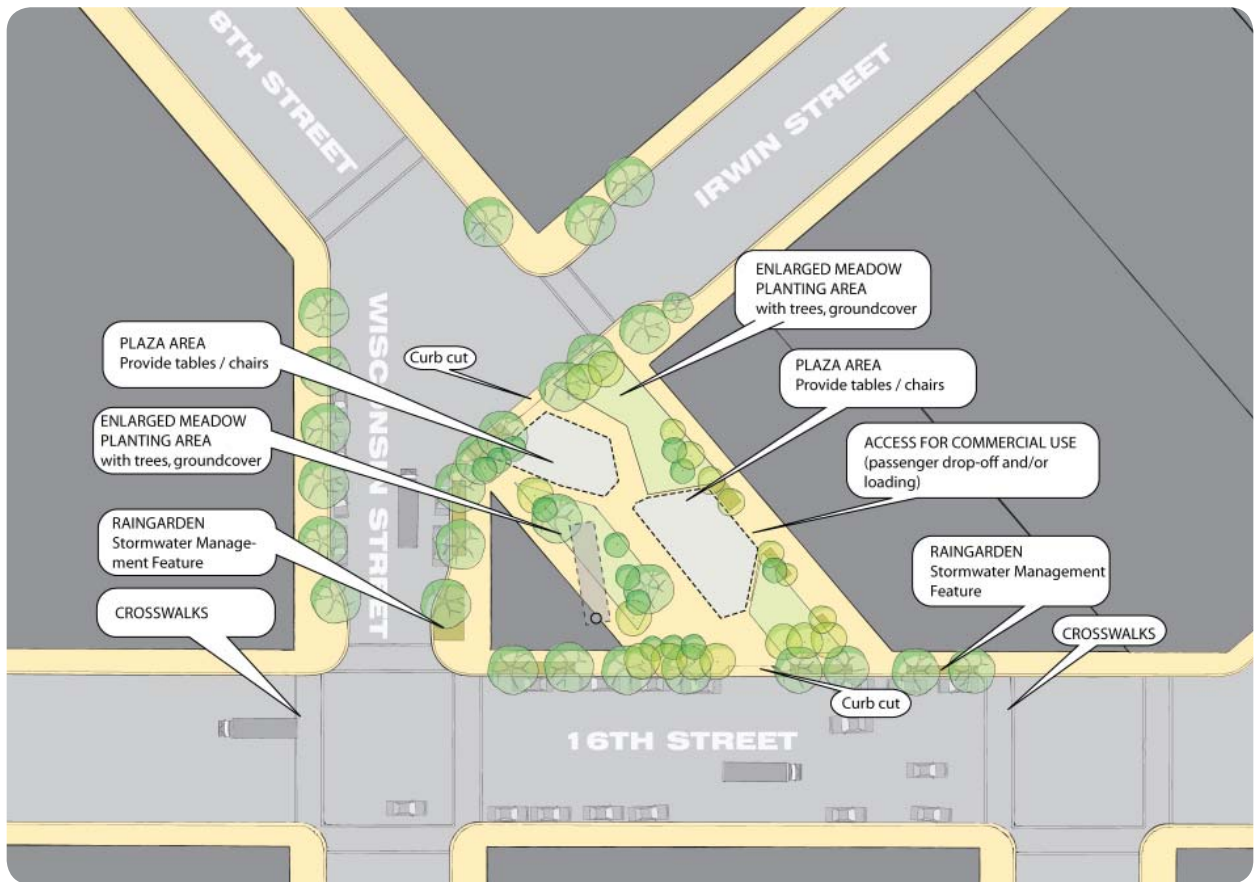 8TH STREET
IRWIN STREET
WISCONSIN STREET
16TH STREET
PLAZA AREA
Provide tables / chairs
ENLARGED MEADOW
PLANTING AREA
with trees, groundcover
RAINGARDEN
Stormwater Manage-
ment Feature
CROSSWALKS
Curb cut
ENLARGED MEADOW
PLANTING AREA
with trees, groundcover
PLAZA AREA
Provide tables / chairs
ACCESS FOR COMMERCIAL USE
(passenger drop-off and/or
loading)
RAINGARDEN
Stormwater Management
Feature
CROSSWALKS
Curb cut